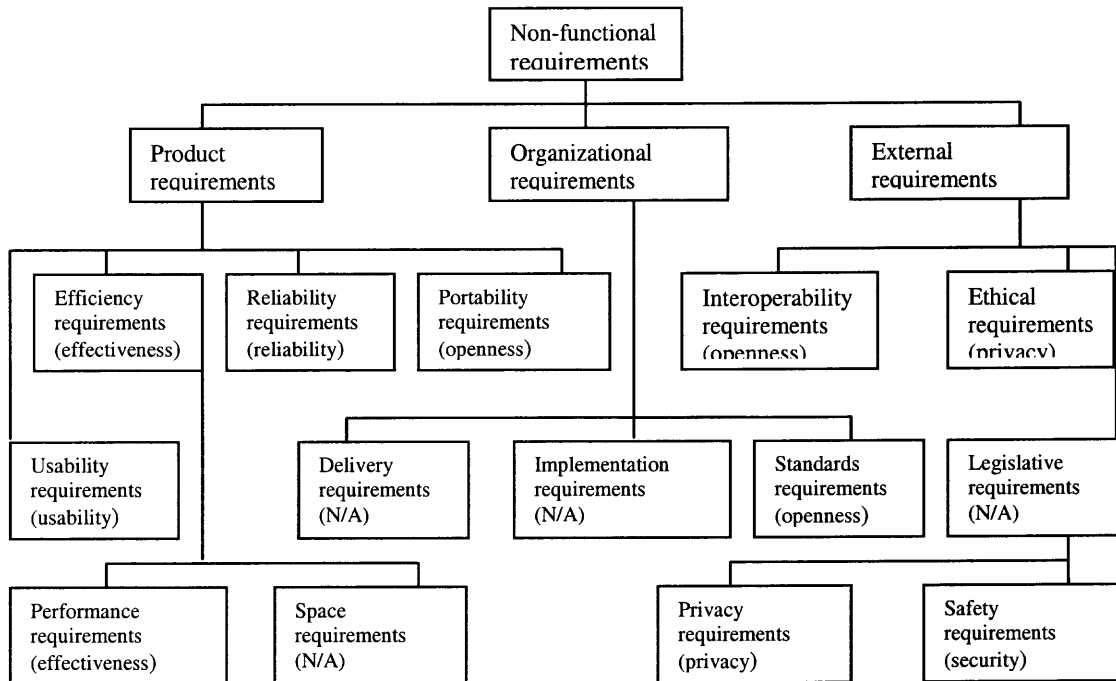 Non-functional
requirements
Product
requirements
Organizational
requirements
External
requirements
Efficiency
requirements
(effectiveness)
Reliability
requirements
(reliability)
Portability
requirements
(openness)
Interoperability
requirements
(openness)
Ethical
requirements
(privacy)
Usability
requirements
(usability)
Delivery
requirements
(N/A)
Implementation
requirements
(N/A)
Standards
requirements
(openness)
Legislative
requirements
(N/A)
Performance
requirements
(effectiveness)
Space
requirements
(N/A)
Privacy
requirements
(privacy)
Safety
requirements
(security)